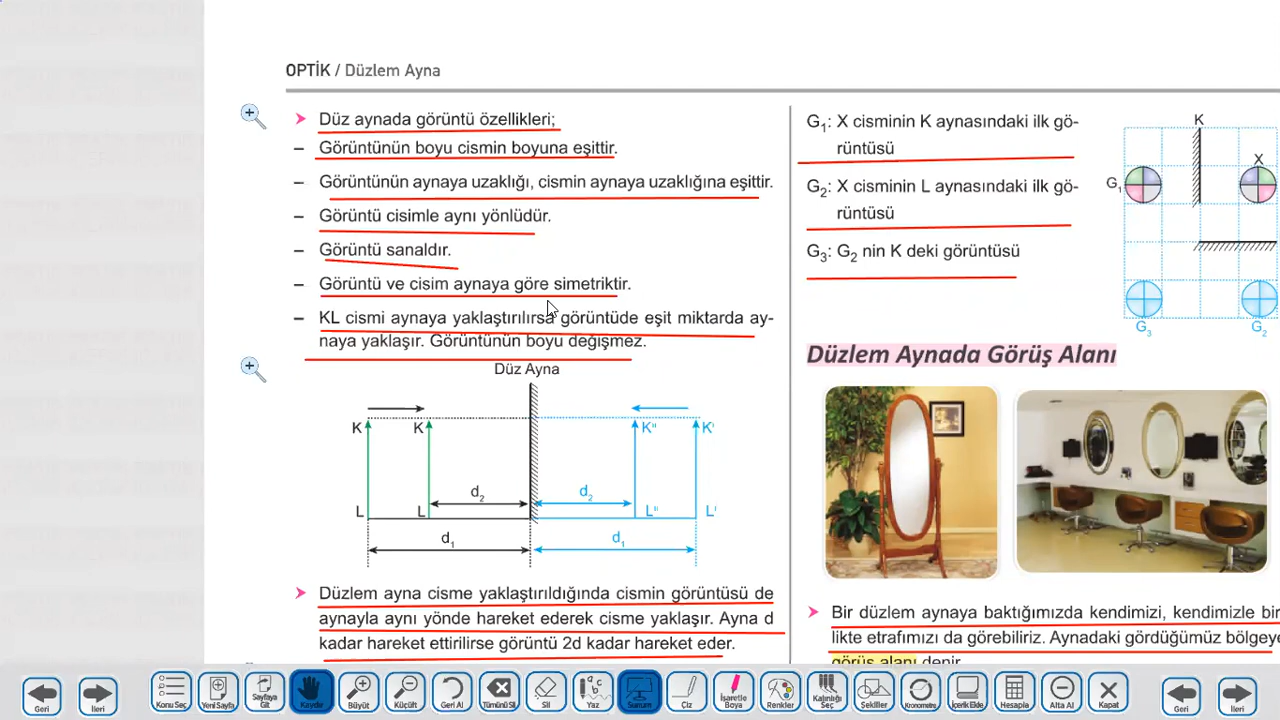 OPTİK / Düzlem Ayna
➤ Düz aynada görüntü özellikleri;
– Görüntünün boyu cismin boyuna eşittir.
– Görüntünün aynaya uzaklığı, cismin aynaya uzaklığına eşittir.
– Görüntü cisimle aynı yönlüdür.
– Görüntü sanaldır.
– Görüntü ve cisim aynaya göre simetriktir.
– KL cismi aynaya yaklaştırılırsa görüntüde eşit miktarda ay-
naya yaklaşır. Görüntünün boyu değişmez.
Düz Ayna
K K K'' K'
d₂ d₂
L L L'' L'
d₁ d₁
➤ Düzlem ayna cisme yaklaştırıldığında cismin görüntüsü de
aynayla aynı yönde hareket ederek cisme yaklaşır. Ayna d
kadar hareket ettirilirse görüntü 2d kadar hareket eder.
G₁: X cisminin K aynasındaki ilk gö-
rüntüsü
G₂: X cisminin L aynasındaki ilk gö-
rüntüsü
G₃: G₂ nin K deki görüntüsü
K
X
G₁
G₃ G₂
Düzlem Aynada Görüş Alanı
➤ Bir düzlem aynaya baktığımızda kendimizi, kendimizle bir
likte etrafımızı da görebiliriz. Aynadaki gördüğümüz bölgeye
görüş alanı denir
Geri
İleri
Konu Seç
Yeni Sayfa
Sayfaya Git
Kaydır
Büyüt
Küçült
Geri Al
Tümünü Sil
Sil
Yaz
Sunum
Çiz
İşaretle Boya
Renkler
Kalınlığı Seç
Şekiller
Kronometre
İçerik Ekle
Hesapla
Alta Al
Kapat
Geri
İleri